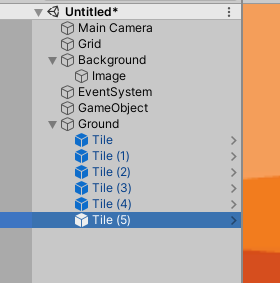 Untitled*
Main Camera
Grid
Background
Image
EventSystem
GameObject
Ground
Tile
Tile (1)
Tile (2)
Tile (3)
Tile (4)
Tile (5)